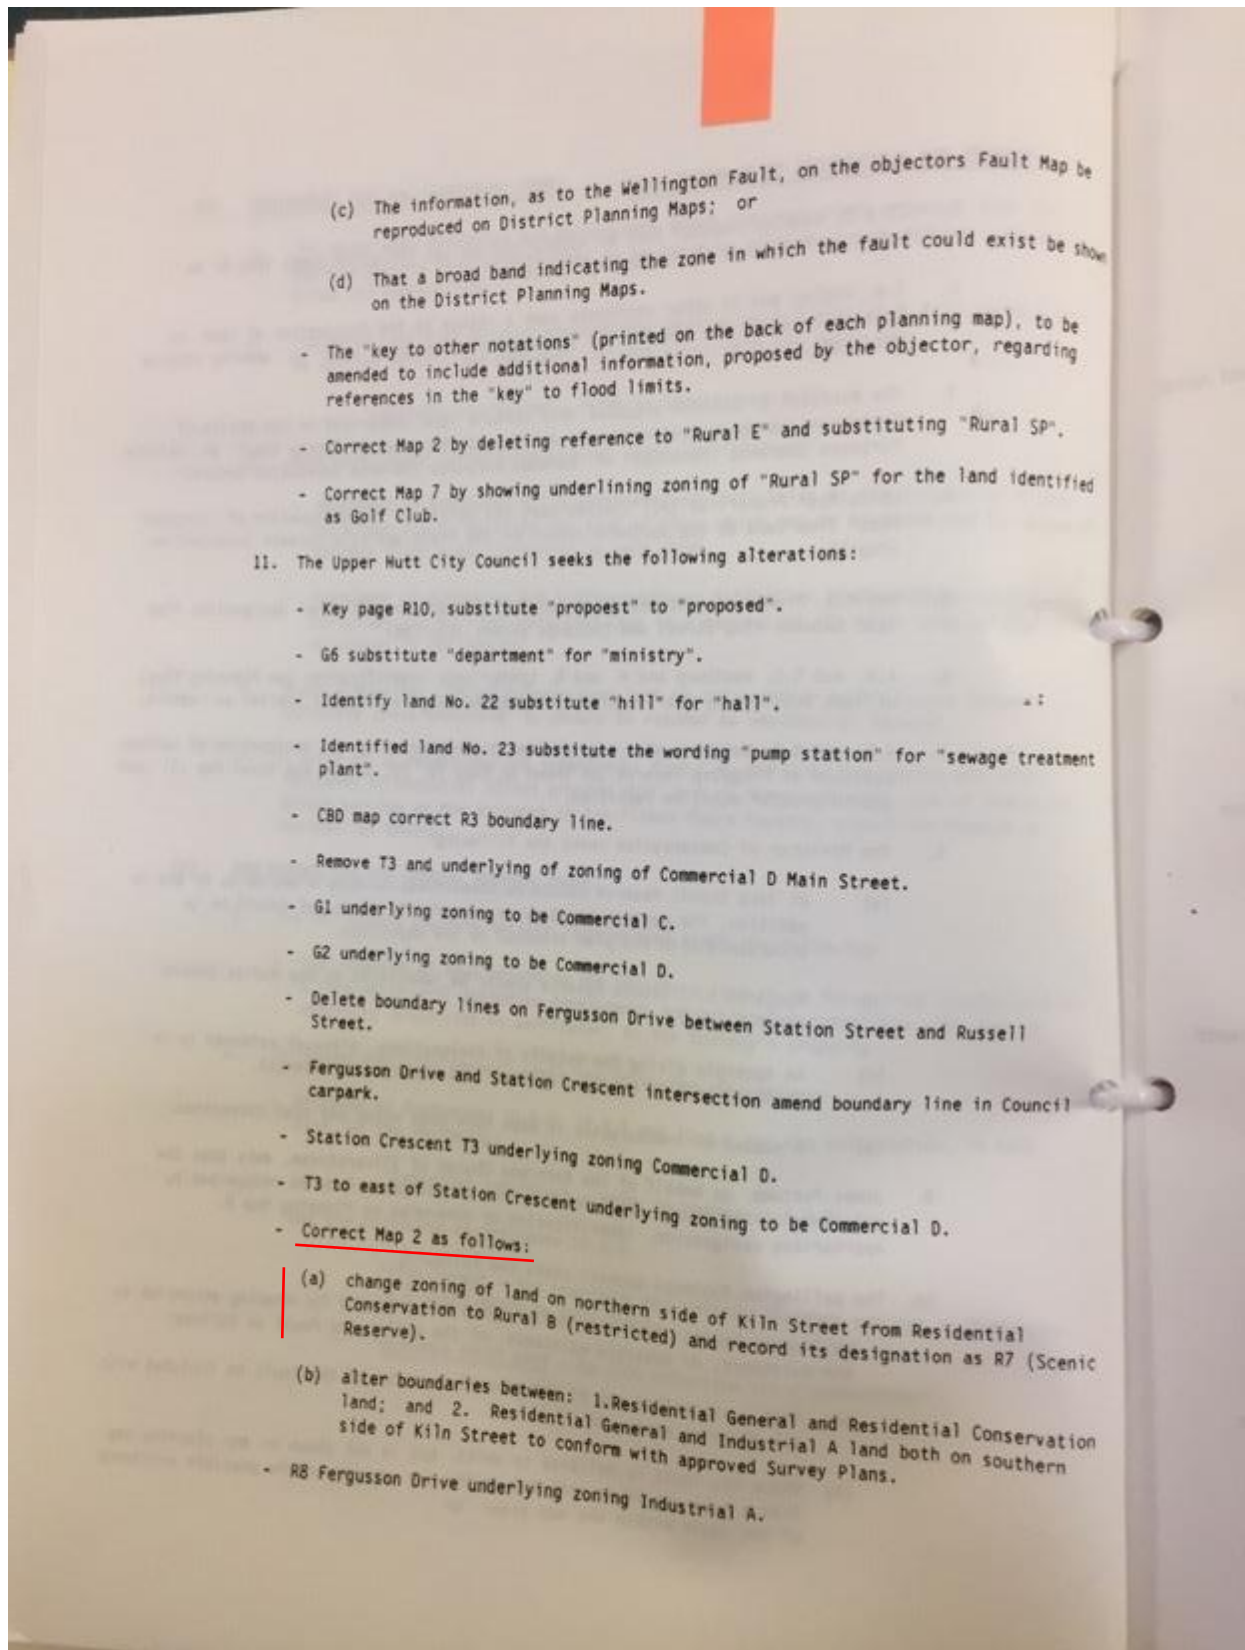 (c) The information, as to the Wellington Fault, on the objectors Fault Map be
reproduced on District Planning Maps; or
(d) That a broad band indicating the zone in which the fault could exist be shown
on the District Planning Maps.
- The "key to other notations" (printed on the back of each planning map), to be
amended to include additional information, proposed by the objector, regarding
references in the "key" to flood limits.
- Correct Map 2 by deleting reference to "Rural E" and substituting "Rural SP".
- Correct Map 7 by showing underlining zoning of "Rural SP" for the land identified
as Golf Club.
11. The Upper Hutt City Council seeks the following alterations:
- Key page R10, substitute "propoest" to "proposed".
- G6 substitute "department" for "ministry".
- Identify land No. 22 substitute "hill" for "hall".
- Identified land No. 23 substitute the wording "pump station" for "sewage treatment
plant".
- CBD map correct R3 boundary line.
- Remove T3 and underlying of zoning of Commercial D Main Street.
- G1 underlying zoning to be Commercial C.
- G2 underlying zoning to be Commercial D.
- Delete boundary lines on Fergusson Drive between Station Street and Russell
Street.
- Fergusson Drive and Station Crescent intersection amend boundary line in Council
carpark.
- Station Crescent T3 underlying zoning Commercial D.
- T3 to east of Station Crescent underlying zoning to be Commercial D.
- Correct Map 2 as follows:
(a) change zoning of land on northern side of Kiln Street from Residential
Conservation to Rural B (restricted) and record its designation as R7 (Scenic
Reserve).
(b) alter boundaries between: 1.Residential General and Residential Conservation
land; and 2. Residential General and Industrial A land both on southern
side of Kiln Street to conform with approved Survey Plans.
- R8 Fergusson Drive underlying zoning Industrial A.